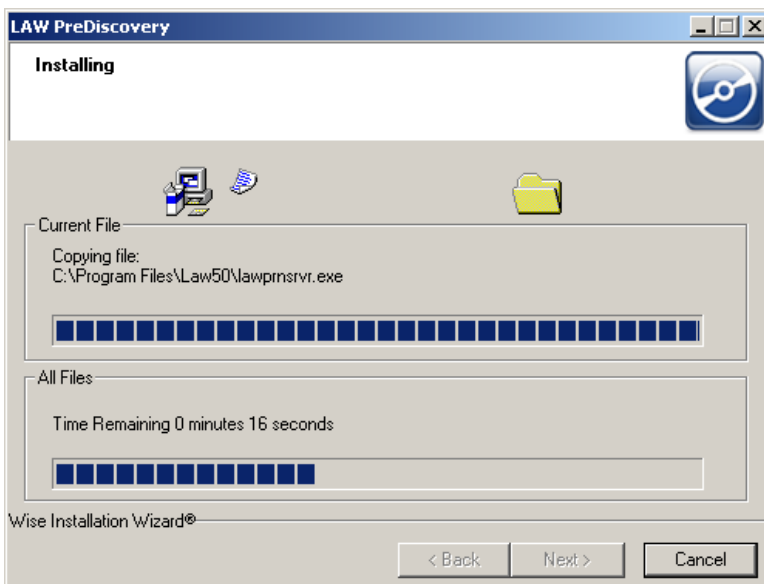 LAW PreDiscovery
Installing
Current File
Copying file:
C:\Program Files\Law50\lawprnsrvr.exe
All Files
Time Remaining 0 minutes 16 seconds
Wise Installation Wizard®
< Back Next > Cancel